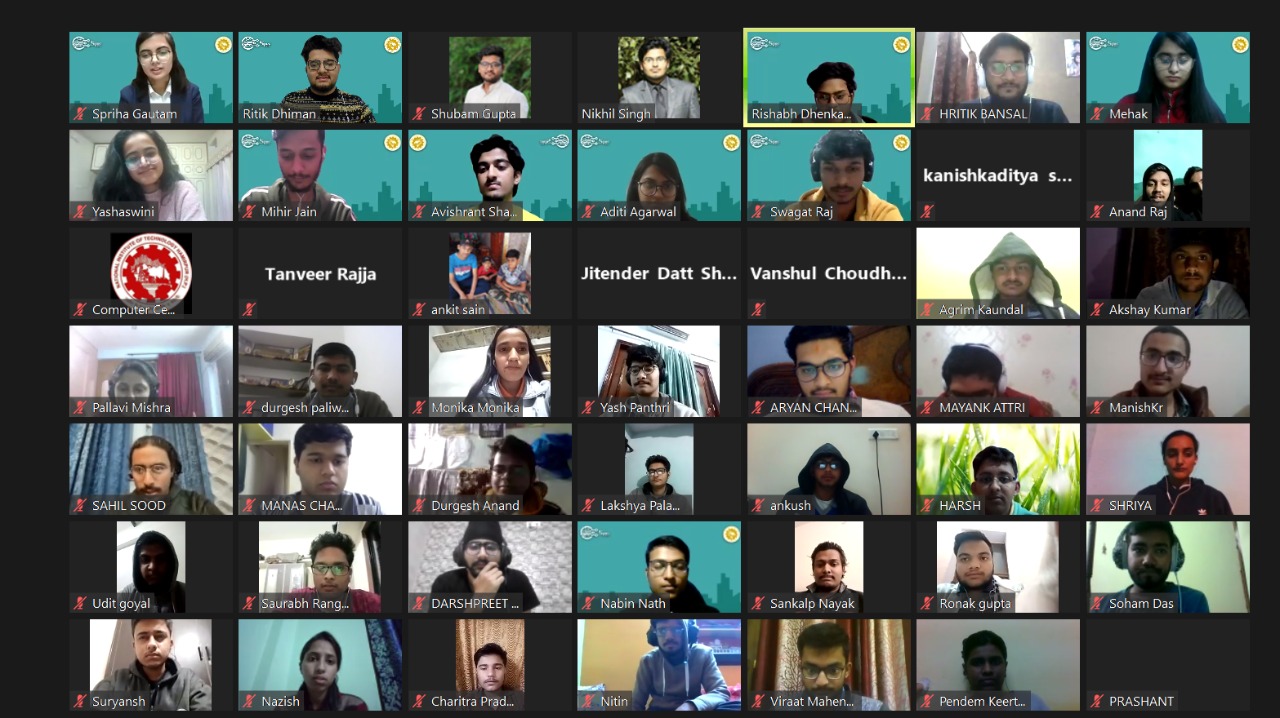 Spriha Gautam
Ritik Dhiman
Shubam Gupta
Nikhil Singh
Rishabh Dhenka...
HRITIK BANSAL
Mehak
Yashaswini
Mihir Jain
Avishrant Sha...
Aditi Agarwal
Swagat Raj
kanishkaditya s...
Anand Raj
Computer Ce...
Tanveer Rajja
ankit sain
Jitender Datt Sh...
Vanshul Choudh...
Agrim Kaundal
Akshay Kumar
Pallavi Mishra
durgesh paliw...
Monika Monika
Yash Panthri
ARYAN CHAN...
MAYANK ATTRI
ManishKr
SAHIL SOOD
MANAS CHA...
Durgesh Anand
Lakshya Pala...
ankush
HARSH
SHRIYA
Udit goyal
Saurabh Rang...
DARSHPREET ...
Nabin Nath
Sankalp Nayak
Ronak gupta
Soham Das
Suryansh
Nazish
Charitra Prad...
Nitin
Viraat Mahen...
Pendem Keert...
PRASHANT